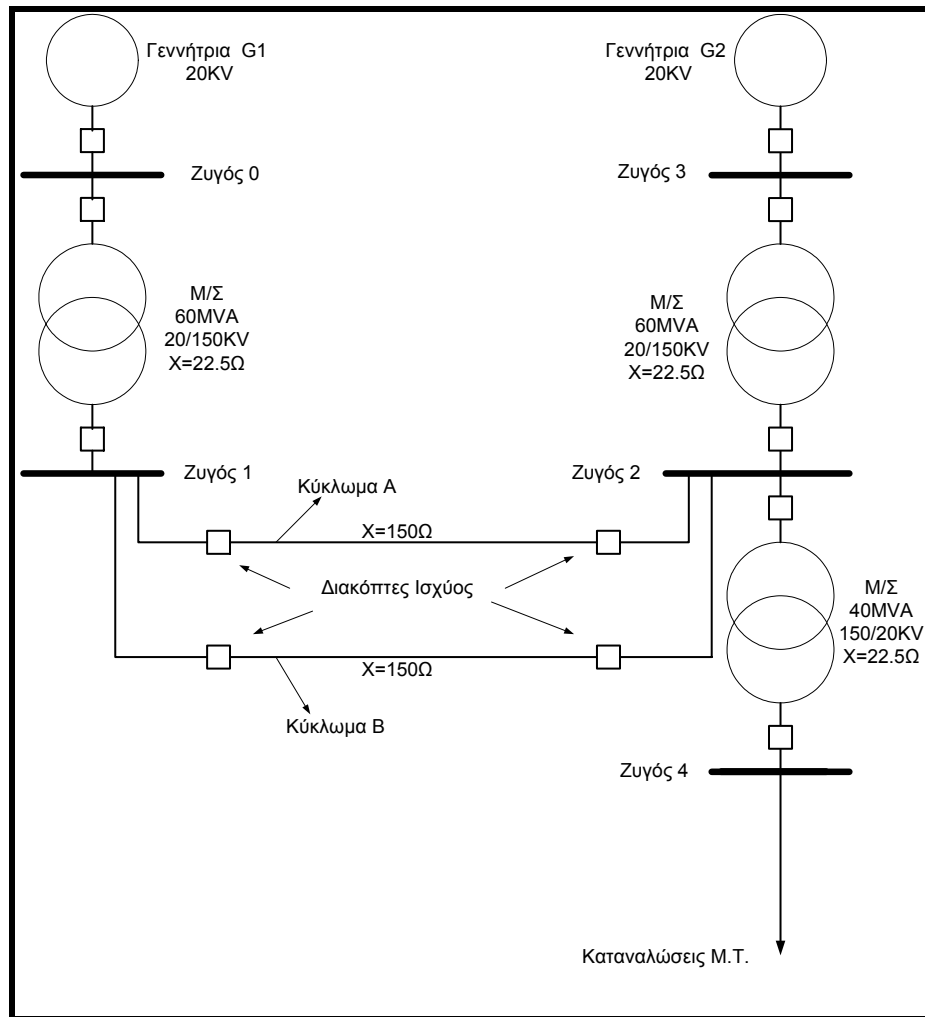 Γεννήτρια G1
20KV
Γεννήτρια G2
20KV
Ζυγός 0
Ζυγός 3
Μ/Σ
60MVA
20/150KV
X=22.5Ω
Μ/Σ
60MVA
20/150KV
X=22.5Ω
Ζυγός 1
Ζυγός 2
Κύκλωμα Α
X=150Ω
Διακόπτες Ισχύος
Μ/Σ
40MVA
150/20KV
X=22.5Ω
X=150Ω
Κύκλωμα Β
Ζυγός 4
Καταναλώσεις Μ.Τ.